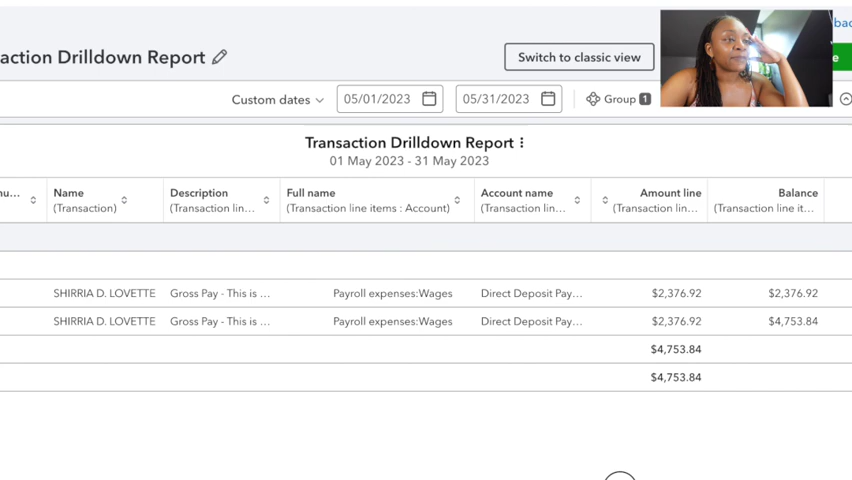 bac
action Drilldown Report
Switch to classic view
e
Custom dates
05/01/2023
05/31/2023
Group 1
Transaction Drilldown Report
01 May 2023 - 31 May 2023
nu... Name Description Full name Account name Amount line Balance
(Transaction) (Transaction lin... (Transaction line items : Account) (Transaction lin... (Transaction lin... (Transaction line it...
SHIRRIA D. LOVETTE Gross Pay - This is ... Payroll expenses:Wages Direct Deposit Pay... $2,376.92 $2,376.92
SHIRRIA D. LOVETTE Gross Pay - This is ... Payroll expenses:Wages Direct Deposit Pay... $2,376.92 $4,753.84
$4,753.84
$4,753.84